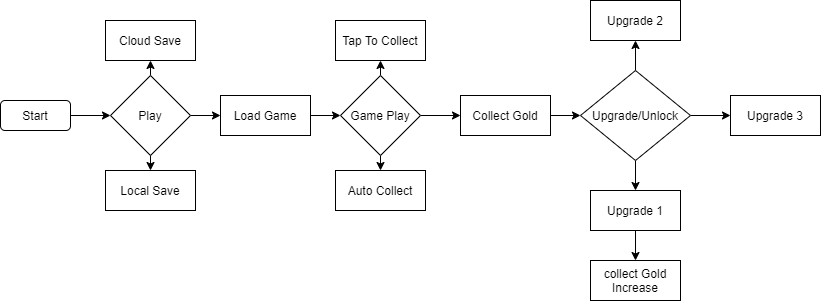 Start
Cloud Save
Play
Local Save
Load Game
Tap To Collect
Game Play
Auto Collect
Collect Gold
Upgrade 2
Upgrade/Unlock
Upgrade 3
Upgrade 1
collect Gold
Increase